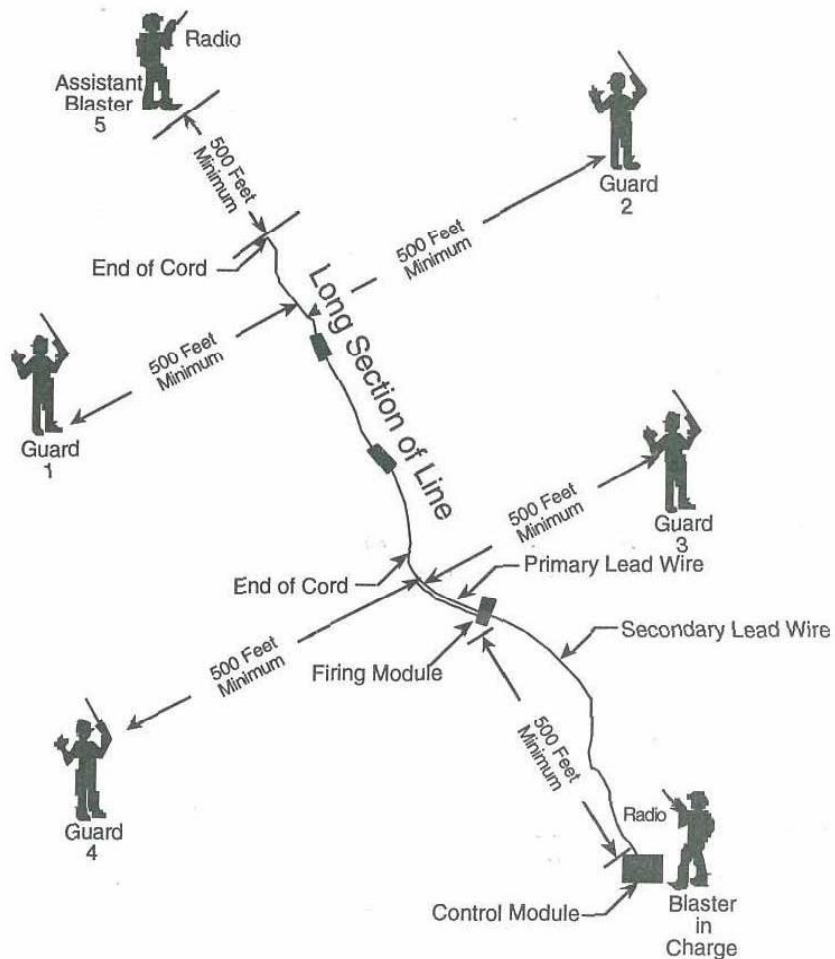 Radio
Assistant
Blaster
5
500 Feet
Minimum
Guard
2
500 Feet
Minimum
End of Cord
Long Section of Line
500 Feet
Minimum
Guard
1
500 Feet
Minimum
Guard
3
End of Cord
Primary Lead Wire
Secondary Lead Wire
500 Feet
Minimum
Firing Module
500 Feet
Minimum
Guard
4
Radio
Control Module
Blaster
in
Charge